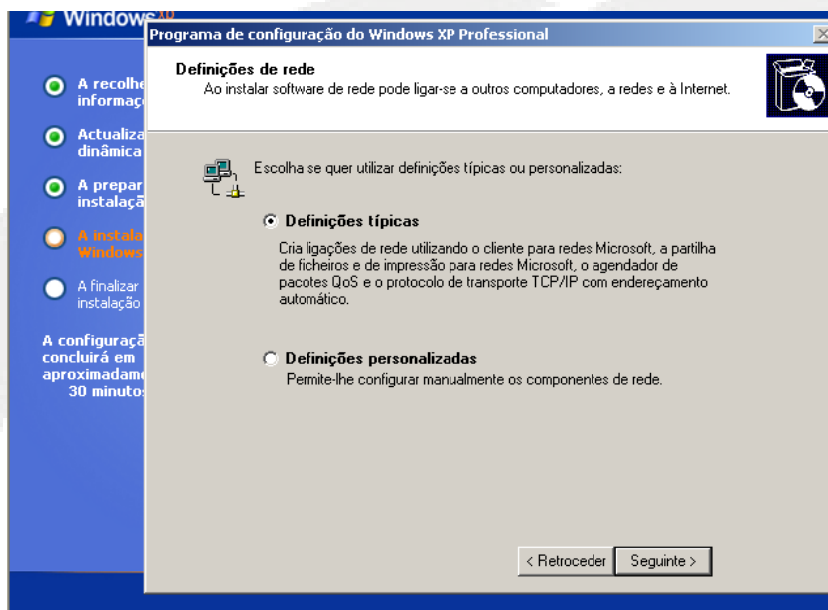 Windows XP
Programa de configuração do Windows XP Professional
Definições de rede
Ao instalar software de rede pode ligar-se a outros computadores, a redes e à Internet.
A recolhe
informaç
Actualiza
dinâmica
A prepar
instalaçã
A instala
Windows
A finalizar
instalação
A configuraçã
concluirá em
aproximadame
30 minutos
Escolha se quer utilizar definições típicas ou personalizadas:
Definições típicas
Cria ligações de rede utilizando o cliente para redes Microsoft, a partilha
de ficheiros e de impressão para redes Microsoft, o agendador de
pacotes QoS e o protocolo de transporte TCP/IP com endereçamento
automático.
Definições personalizadas
Permite-lhe configurar manualmente os componentes de rede.
< Retroceder
Seguinte >